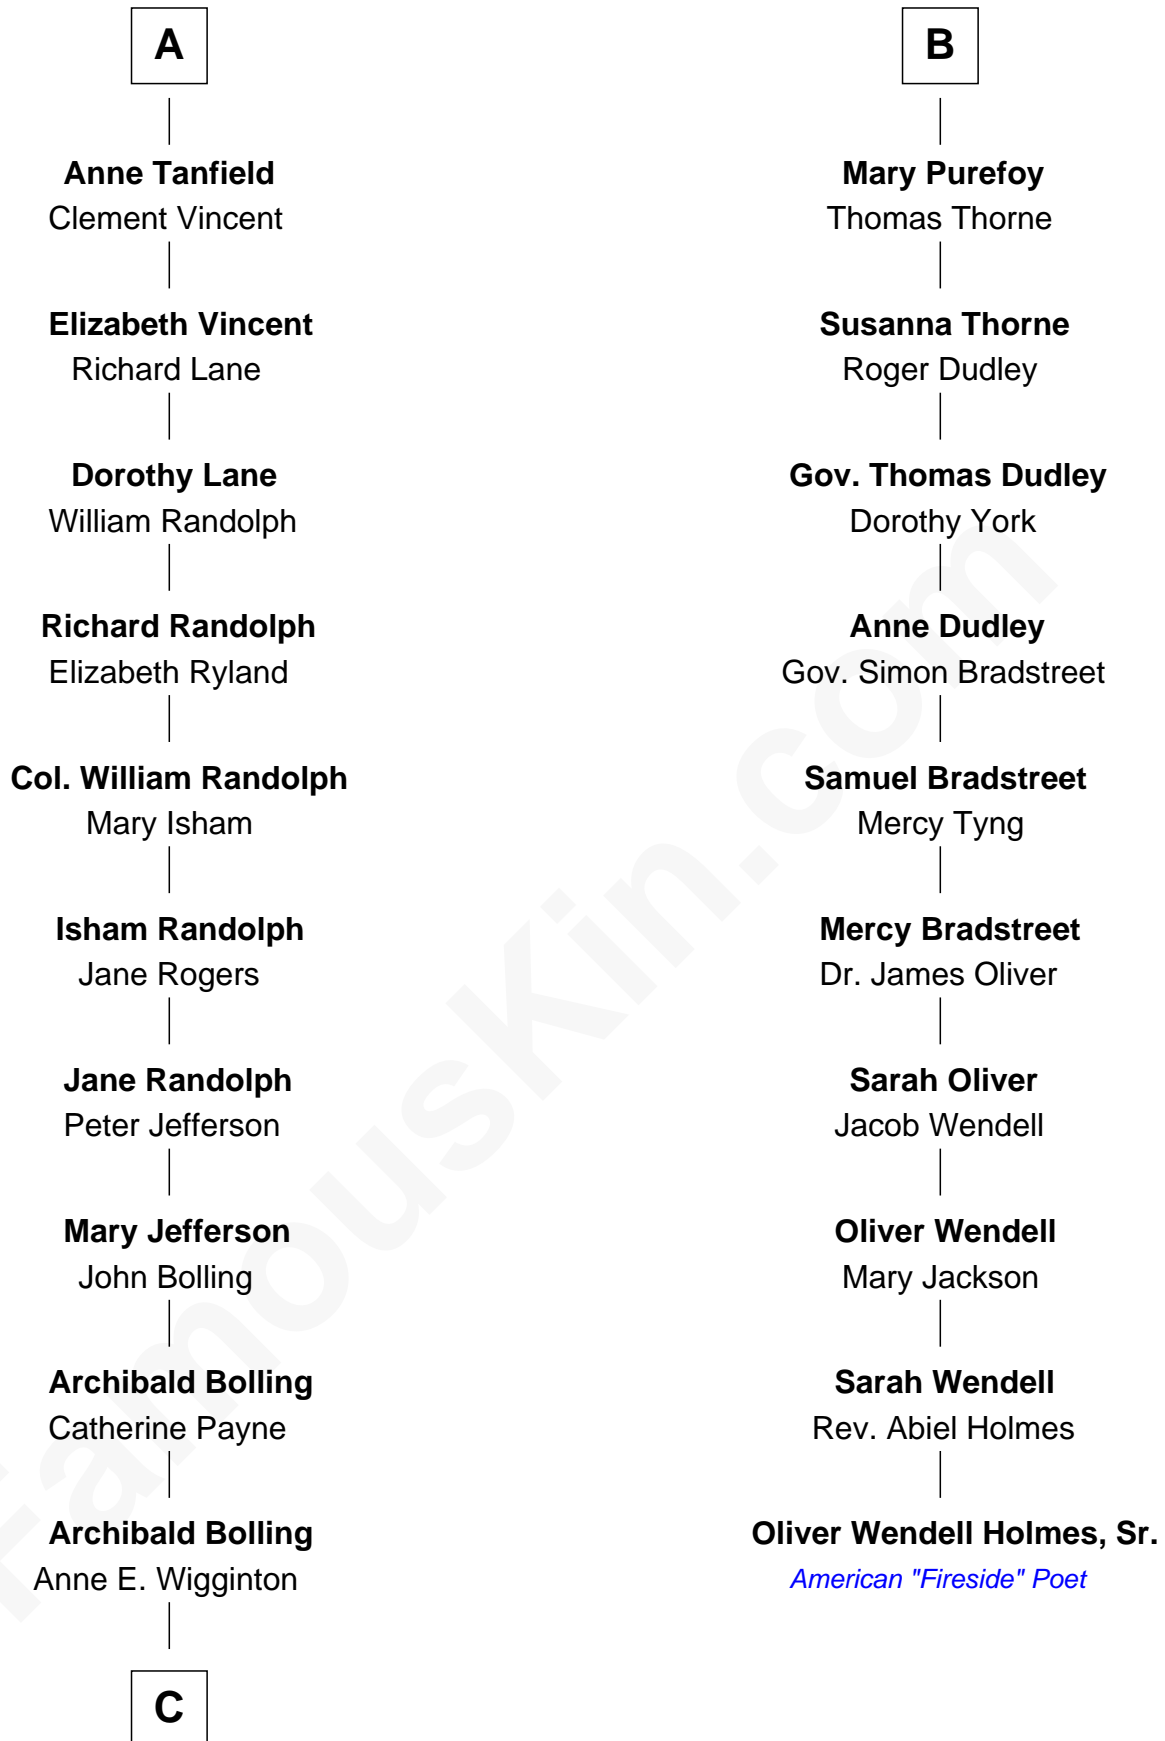 A
Anne Tanfield
Clement Vincent
Elizabeth Vincent
Richard Lane
Dorothy Lane
William Randolph
Richard Randolph
Elizabeth Ryland
Col. William Randolph
Mary Isham
Isham Randolph
Jane Rogers
Jane Randolph
Peter Jefferson
Mary Jefferson
John Bolling
Archibald Bolling
Catherine Payne
Archibald Bolling
Anne E. Wigginton
C
B
Mary Purefoy
Thomas Thorne
Susanna Thorne
Roger Dudley
Gov. Thomas Dudley
Dorothy York
Anne Dudley
Gov. Simon Bradstreet
Samuel Bradstreet
Mercy Tyng
Mercy Bradstreet
Dr. James Oliver
Sarah Oliver
Jacob Wendell
Oliver Wendell
Mary Jackson
Sarah Wendell
Rev. Abiel Holmes
Oliver Wendell Holmes, Sr.
American "Fireside" Poet
FamousKin.com